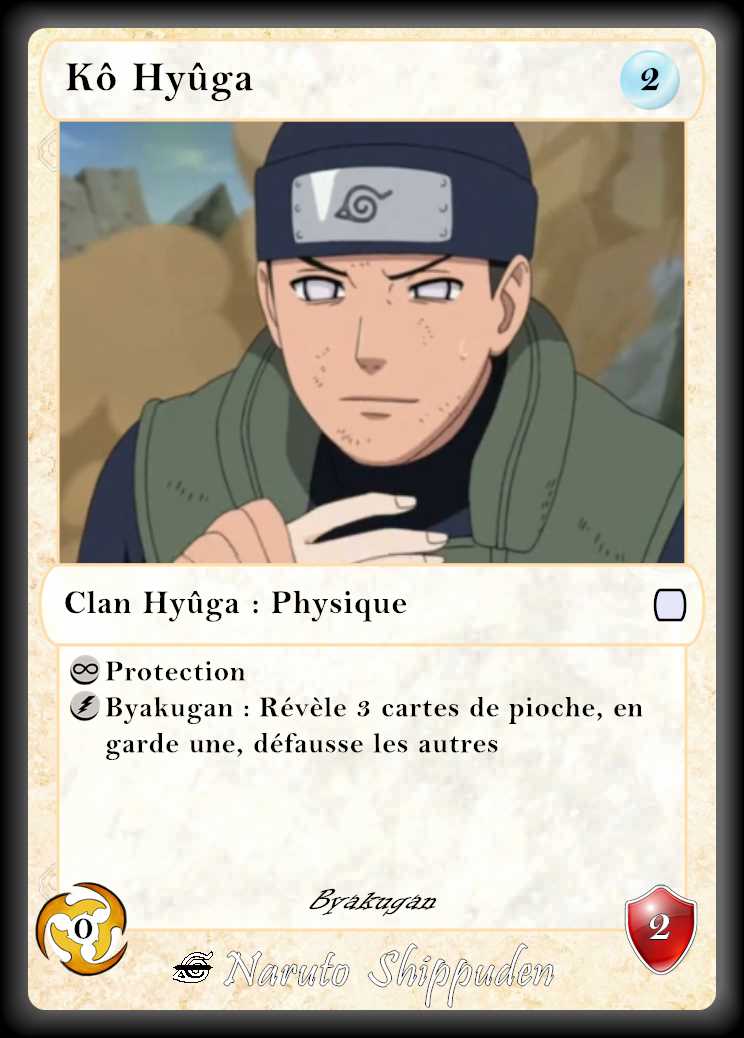 Kô Hyûga
2
Clan Hyûga : Physique
Protection
Byakugan : Révèle 3 cartes de pioche, en
garde une, défausse les autres
Byakugan
0
2
Naruto Shippuden